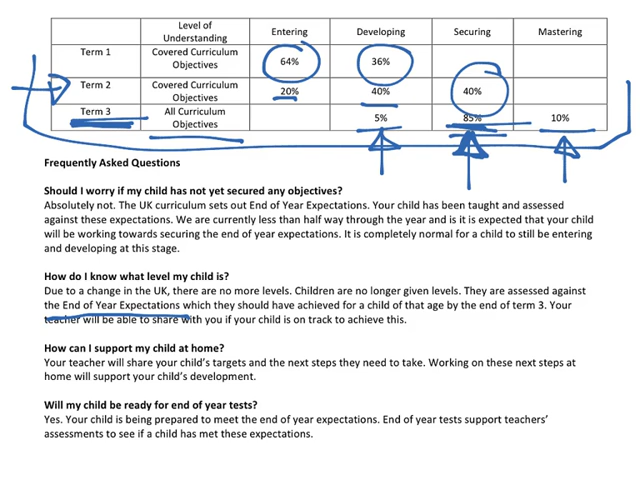 Level of
Understanding
Entering
Developing
Securing
Mastering
Term 1
Covered Curriculum
Objectives
64%
36%
Term 2
Covered Curriculum
Objectives
20%
40%
40%
Term 3
All Curriculum
Objectives
5%
85%
10%
Frequently Asked Questions
Should I worry if my child has not yet secured any objectives?
Absolutely not. The UK curriculum sets out End of Year Expectations. Your child has been taught and assessed
against these expectations. We are currently less than half way through the year and is it is expected that your child
will be working towards securing the end of year expectations. It is completely normal for a child to still be entering
and developing at this stage.
How do I know what level my child is?
Due to a change in the UK, there are no more levels. Children are no longer given levels. They are assessed against
the End of Year Expectations which they should have achieved for a child of that age by the end of term 3. Your
teacher will be able to share with you if your child is on track to achieve this.
How can I support my child at home?
Your teacher will share your child's targets and the next steps they need to take. Working on these next steps at
home will support your child's development.
Will my child be ready for end of year tests?
Yes. Your child is being prepared to meet the end of year expectations. End of year tests support teachers'
assessments to see if a child has met these expectations.